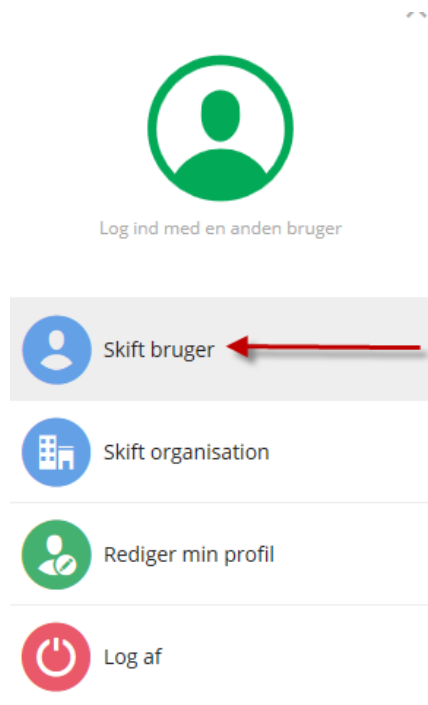 Log ind med en anden bruger
Skift bruger
Skift organisation
Rediger min profil
Log af